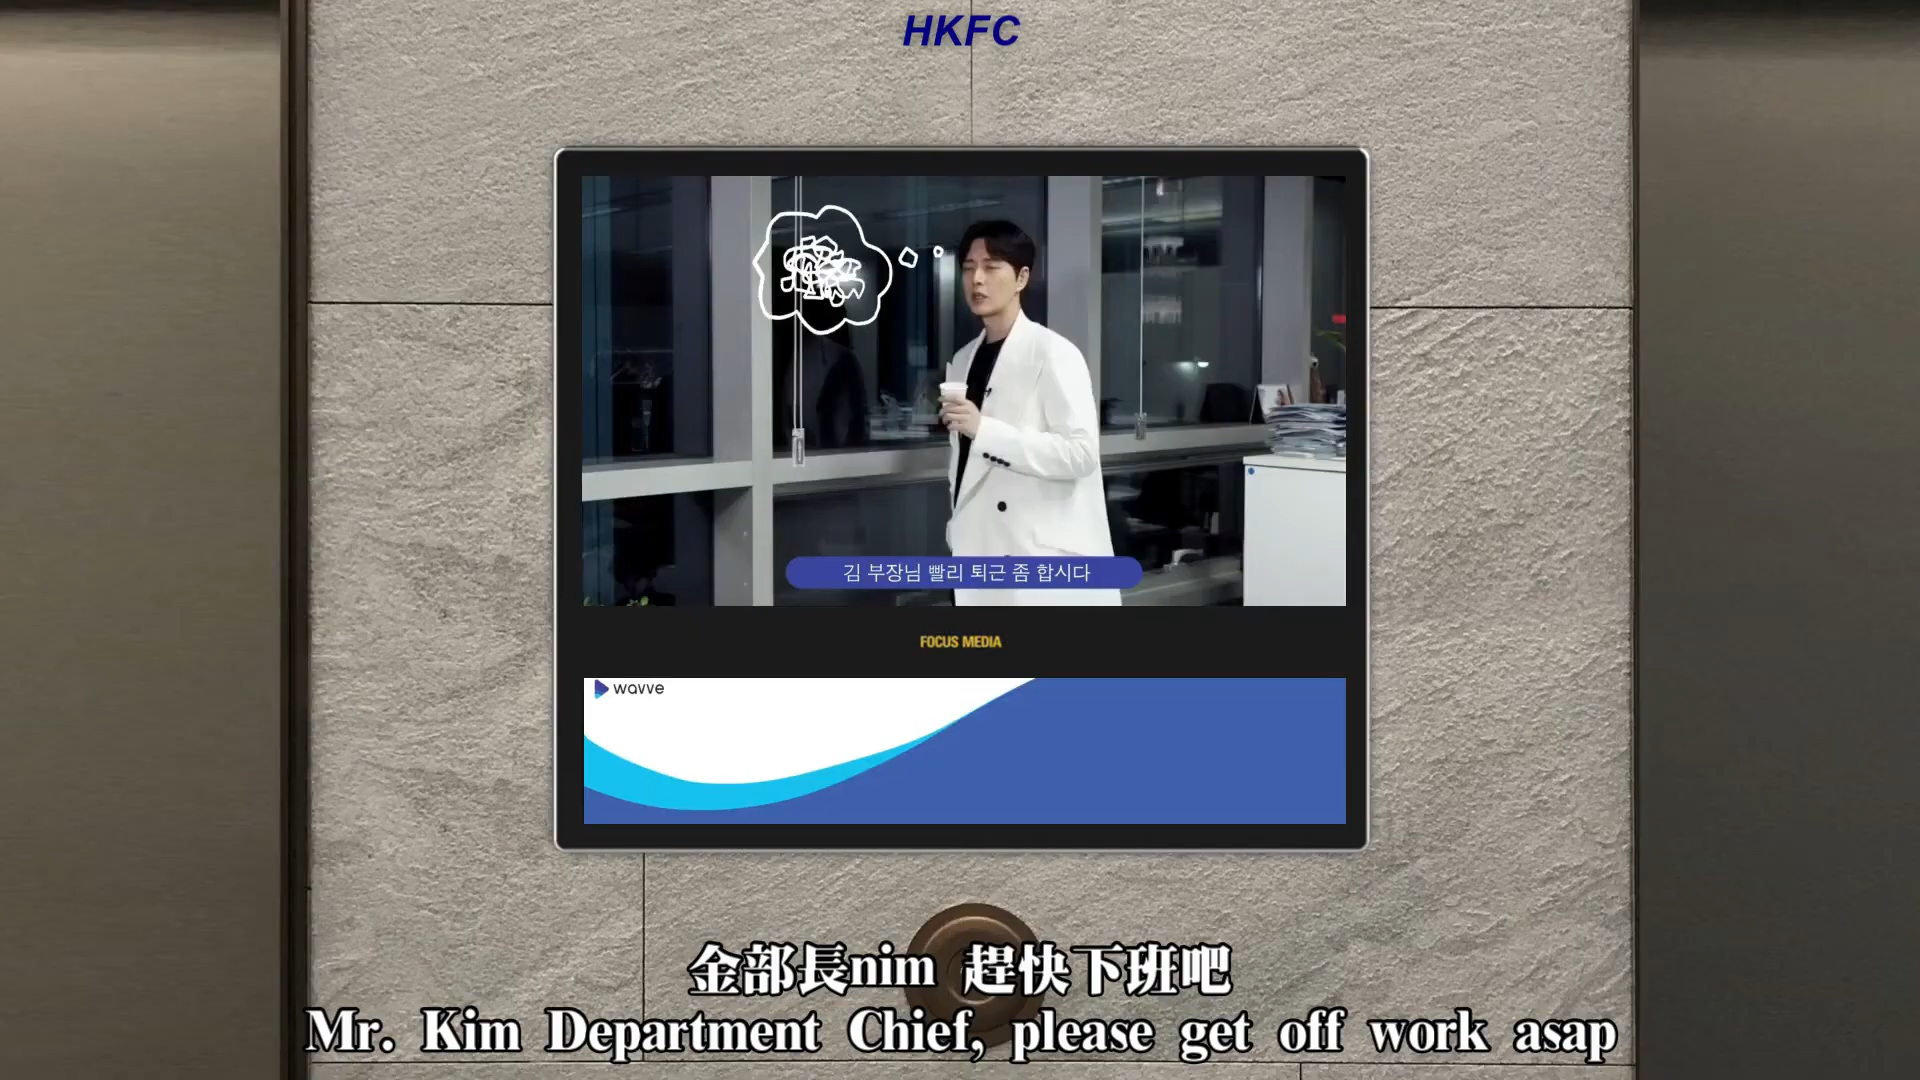 HKFC
김 부장님 빨리 퇴근 좀 합시다
FOCUS MEDIA
wavve
金部長nim 趕快下班吧
Mr. Kim Department Chief, please get off work asap